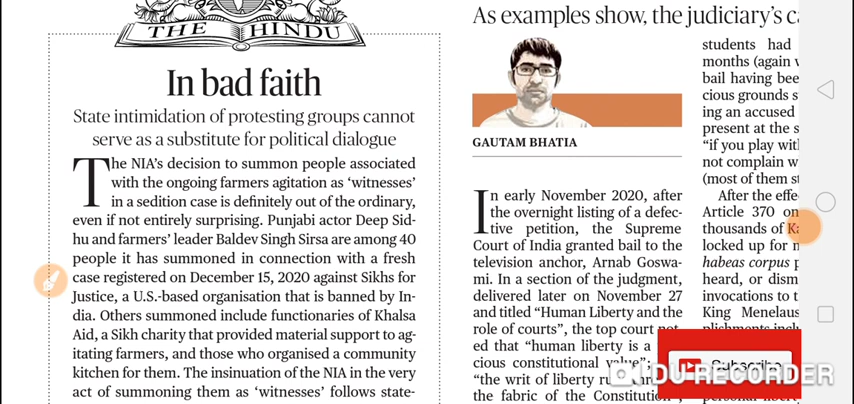 THE HINDU
In bad faith
State intimidation of protesting groups cannot
serve as a substitute for political dialogue
The NIA's decision to summon people associated
with the ongoing farmers agitation as 'witnesses'
in a sedition case is definitely out of the ordinary,
even if not entirely surprising. Punjabi actor Deep Sid-
hu and farmers' leader Baldev Singh Sirsa are among 40
people it has summoned in connection with a fresh
case registered on December 15, 2020 against Sikhs for
Justice, a U.S.-based organisation that is banned by In-
dia. Others summoned include functionaries of Khalsa
Aid, a Sikh charity that provided material support to ag-
itating farmers, and those who organised a community
kitchen for them. The insinuation of the NIA in the very
act of summoning them as 'witnesses' follows state-
As examples show, the judiciary's
GAUTAM BHATIA
In early November 2020, after
the overnight listing of a defec-
tive petition, the Supreme
Court of India granted bail to the
television anchor, Arnab Goswa-
mi. In a section of the judgment,
delivered later on November 27
and titled "Human Liberty and the
role of courts", the top court
ed that "human liberty is a
cious constitutional value";
"the writ of liberty
the fabric of the Constitution",
students had
months (again
bail having bee
cious grounds s
ing an accused
present at the s
"if you play wit
not complain w
(most of them st
After the effe
Article 370 on
thousands of
locked up for
habeas corpus p
heard, or dism
invocations to t
King Menelaus
Subscribe
DU RECORDER